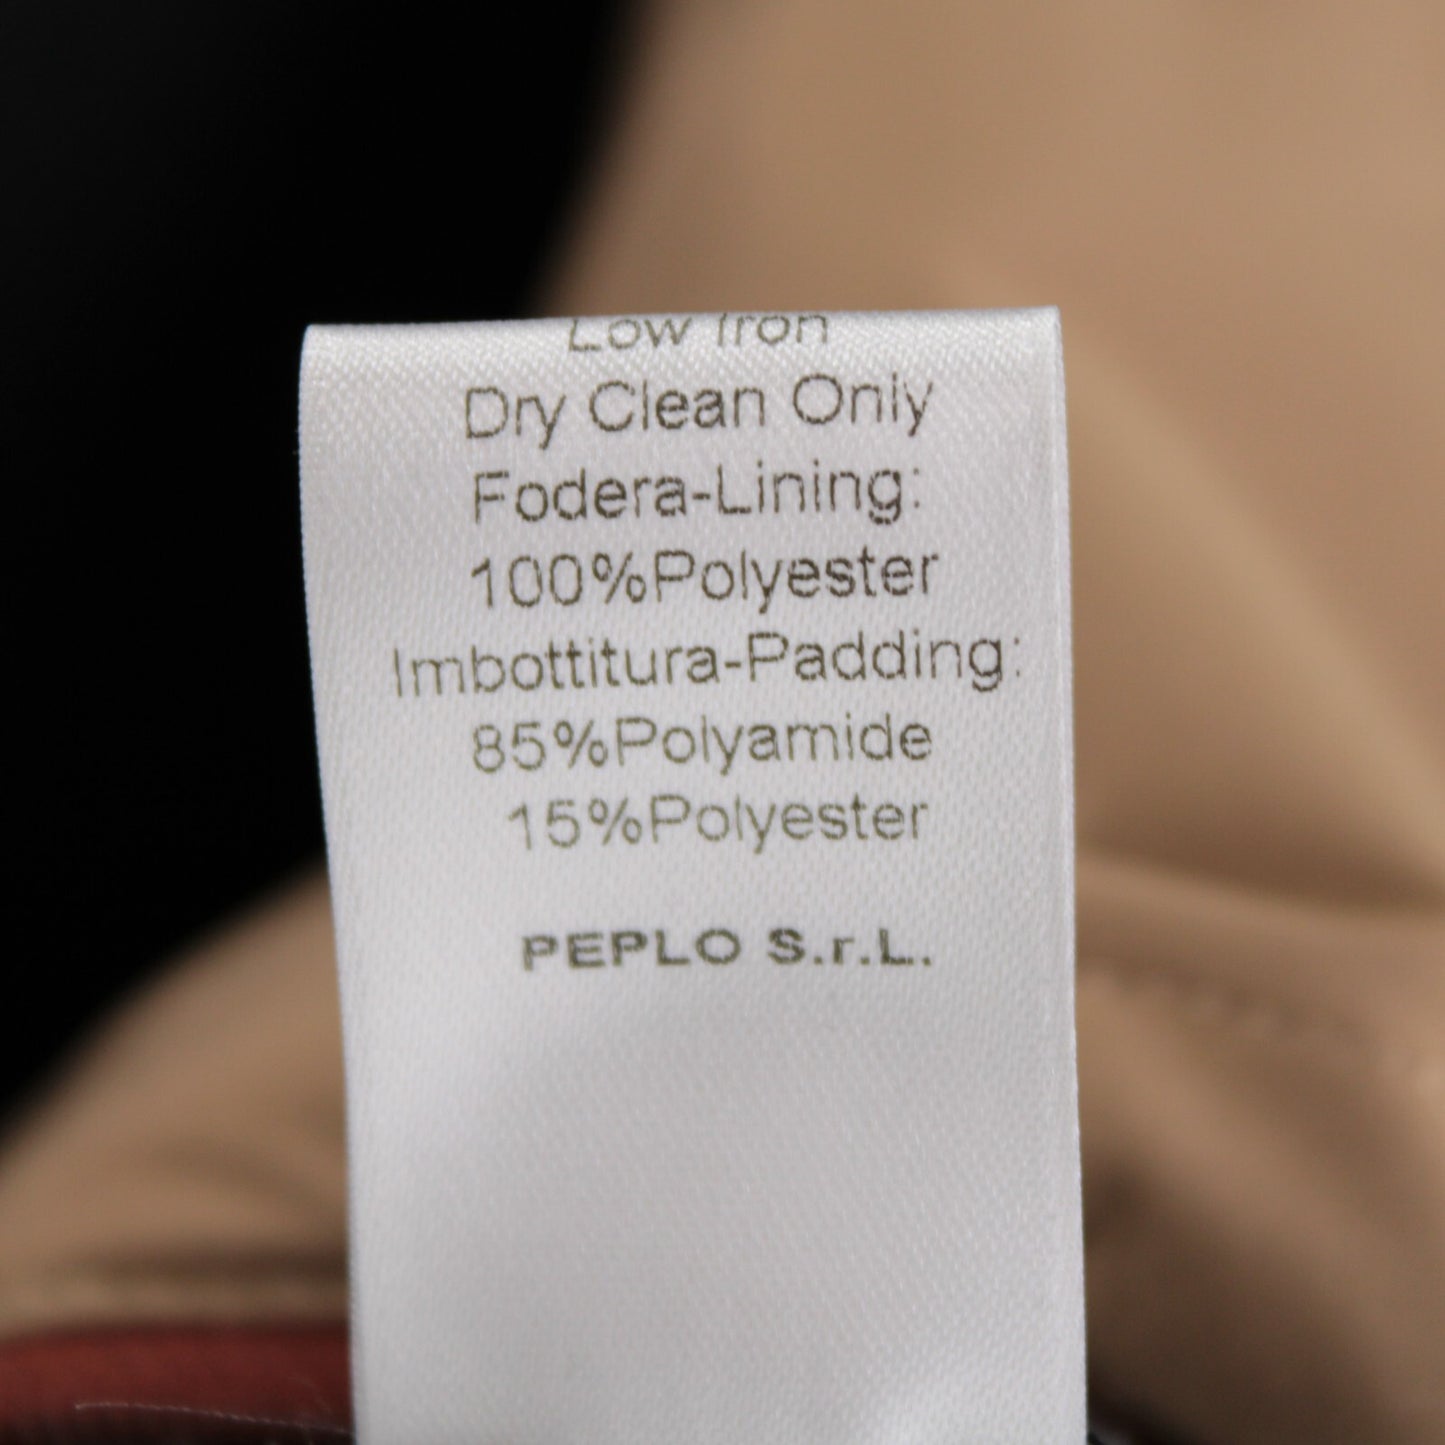 Low Iron
Dry Clean Only
Fodera-Lining:
100%Polyester
Imbottitura-Padding:
85%Polyamide
15%Polyester
PEPLO S.r.L.